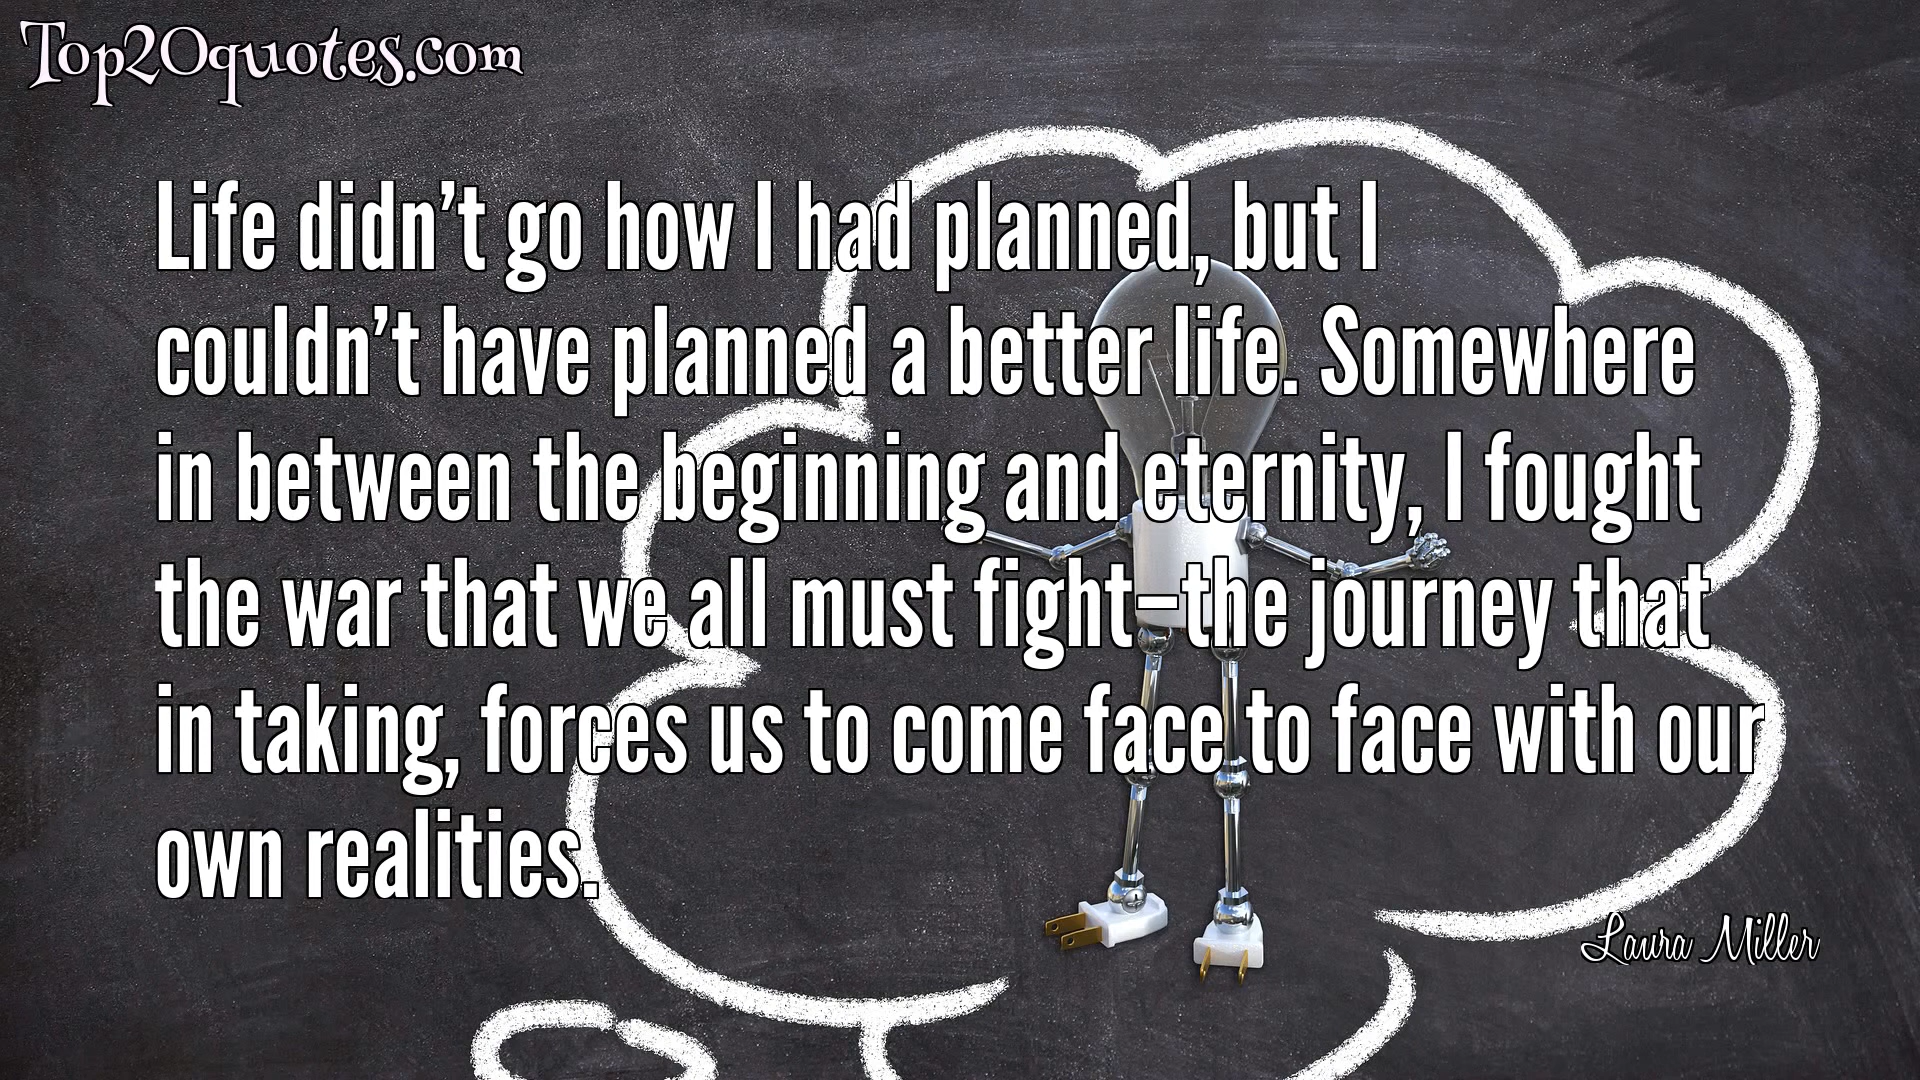 Top20quotes.com
Life didn’t go how I had planned, but I
couldn’t have planned a better life. Somewhere
in between the beginning and eternity, I fought
the war that we all must fight–the journey that
in taking, forces us to come face to face with our
own realities.
Laura Miller